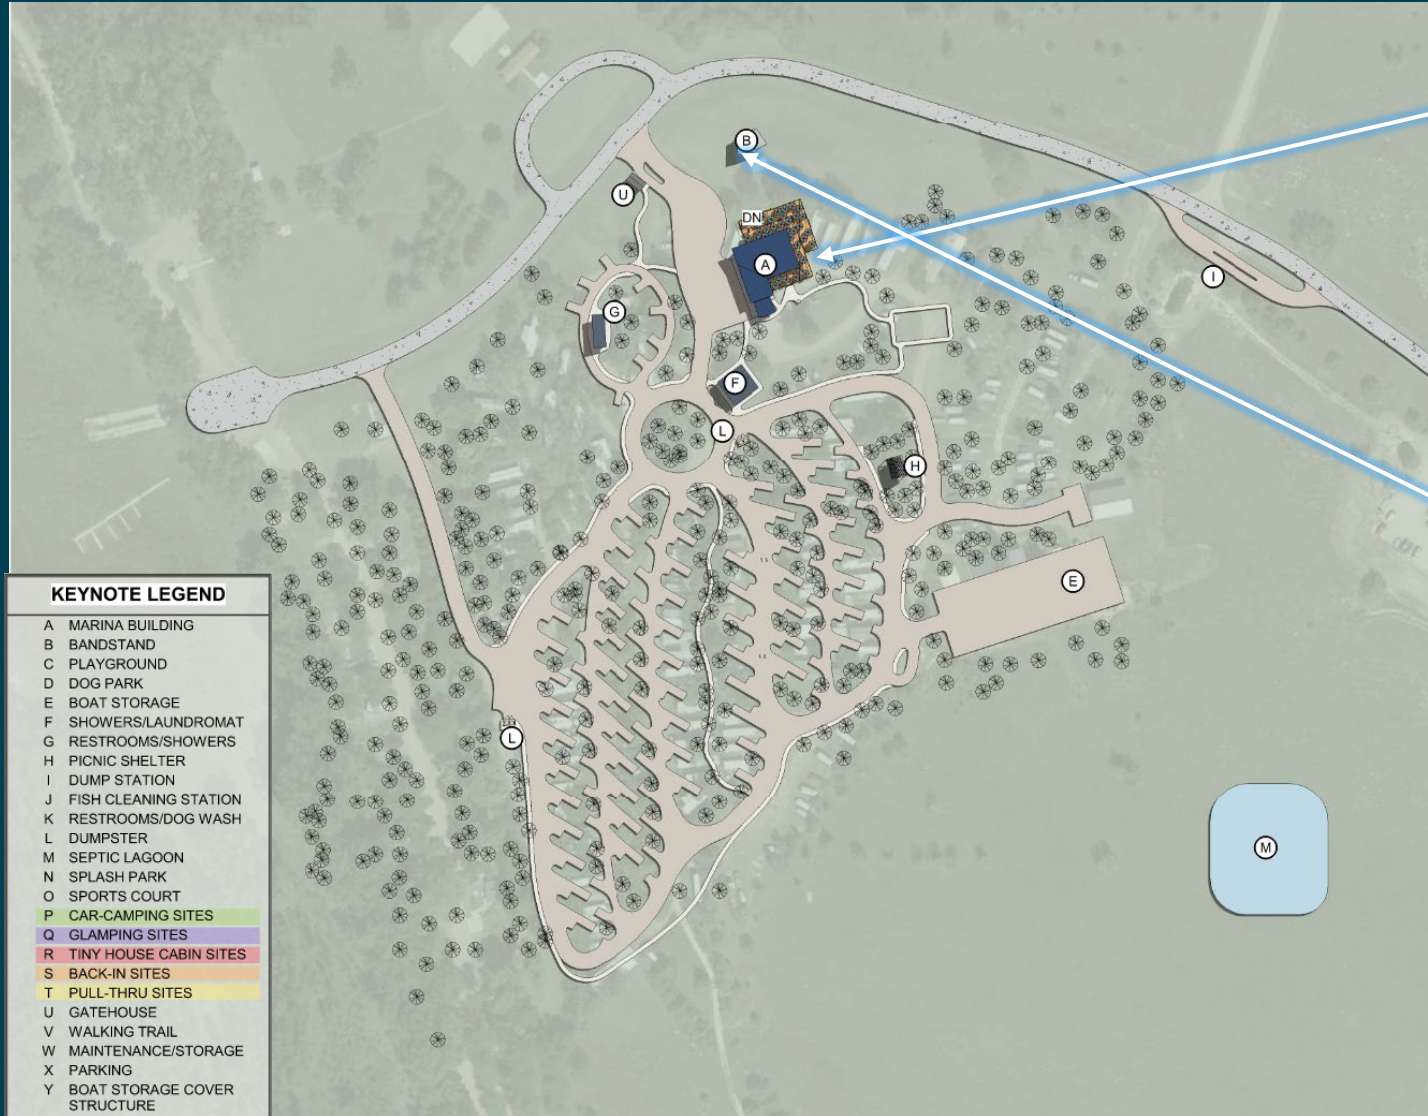 B
U
DN
A
I
G
F
L
H
E
L
M
KEYNOTE LEGEND
A MARINA BUILDING
B BANDSTAND
C PLAYGROUND
D DOG PARK
E BOAT STORAGE
F SHOWERS/LAUNDROMAT
G RESTROOMS/SHOWERS
H PICNIC SHELTER
I DUMP STATION
J FISH CLEANING STATION
K RESTROOMS/DOG WASH
L DUMPSTER
M SEPTIC LAGOON
N SPLASH PARK
O SPORTS COURT
P CAR-CAMPING SITES
Q GLAMPING SITES
R TINY HOUSE CABIN SITES
S BACK-IN SITES
T PULL-THRU SITES
U GATEHOUSE
V WALKING TRAIL
W MAINTENANCE/STORAGE
X PARKING
Y BOAT STORAGE COVER
STRUCTURE